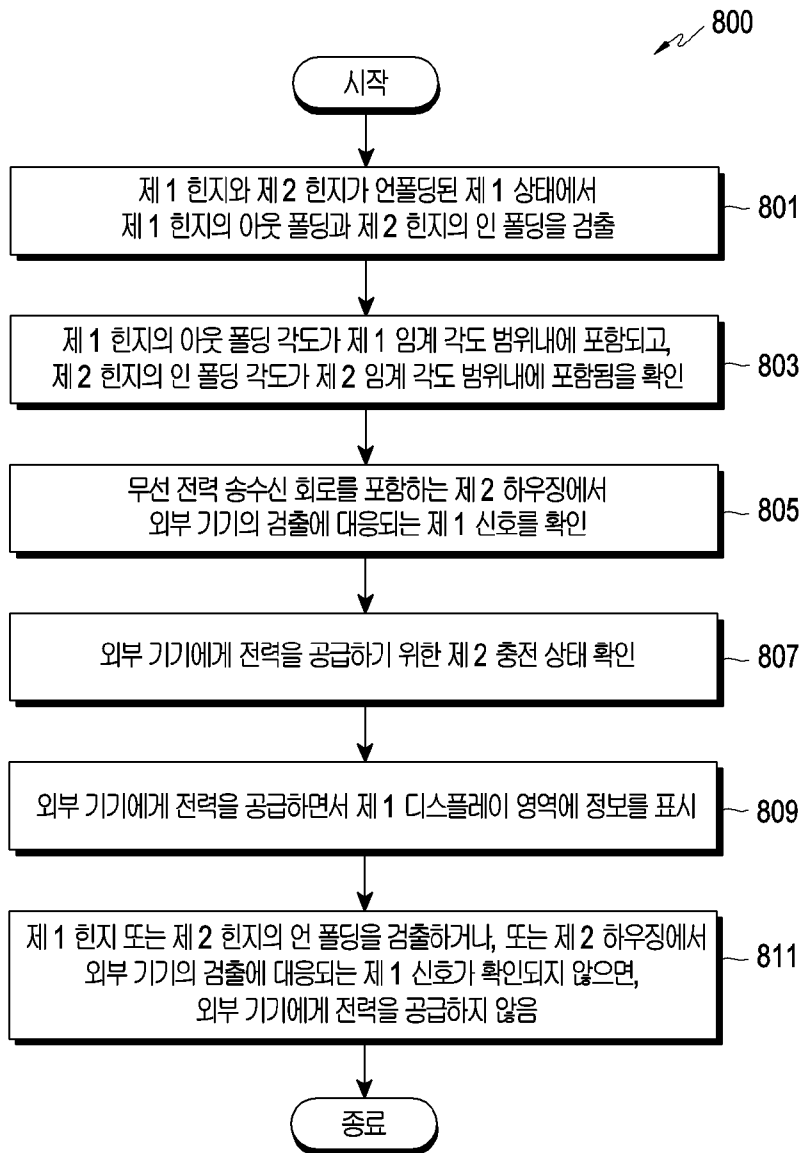 800
시작
제 1 힌지와 제 2 힌지가 언폴딩된 제 1 상태에서
제 1 힌지의 아웃 폴딩과 제 2 힌지의 인 폴딩을 검출
801
제 1 힌지의 아웃 폴딩 각도가 제 1 임계 각도 범위내에 포함되고,
제 2 힌지의 인 폴딩 각도가 제 2 임계 각도 범위내에 포함됨을 확인
803
무선 전력 송수신 회로를 포함하는 제 2 하우징에서
외부 기기의 검출에 대응되는 제 1 신호를 확인
805
외부 기기에게 전력을 공급하기 위한 제 2 충전 상태 확인
807
외부 기기에게 전력을 공급하면서 제 1 디스플레이 영역에 정보를 표시
809
제 1 힌지 또는 제 2 힌지의 언 폴딩을 검출하거나, 또는 제 2 하우징에서
외부 기기의 검출에 대응되는 제 1 신호가 확인되지 않으면,
외부 기기에게 전력을 공급하지 않음
811
종료